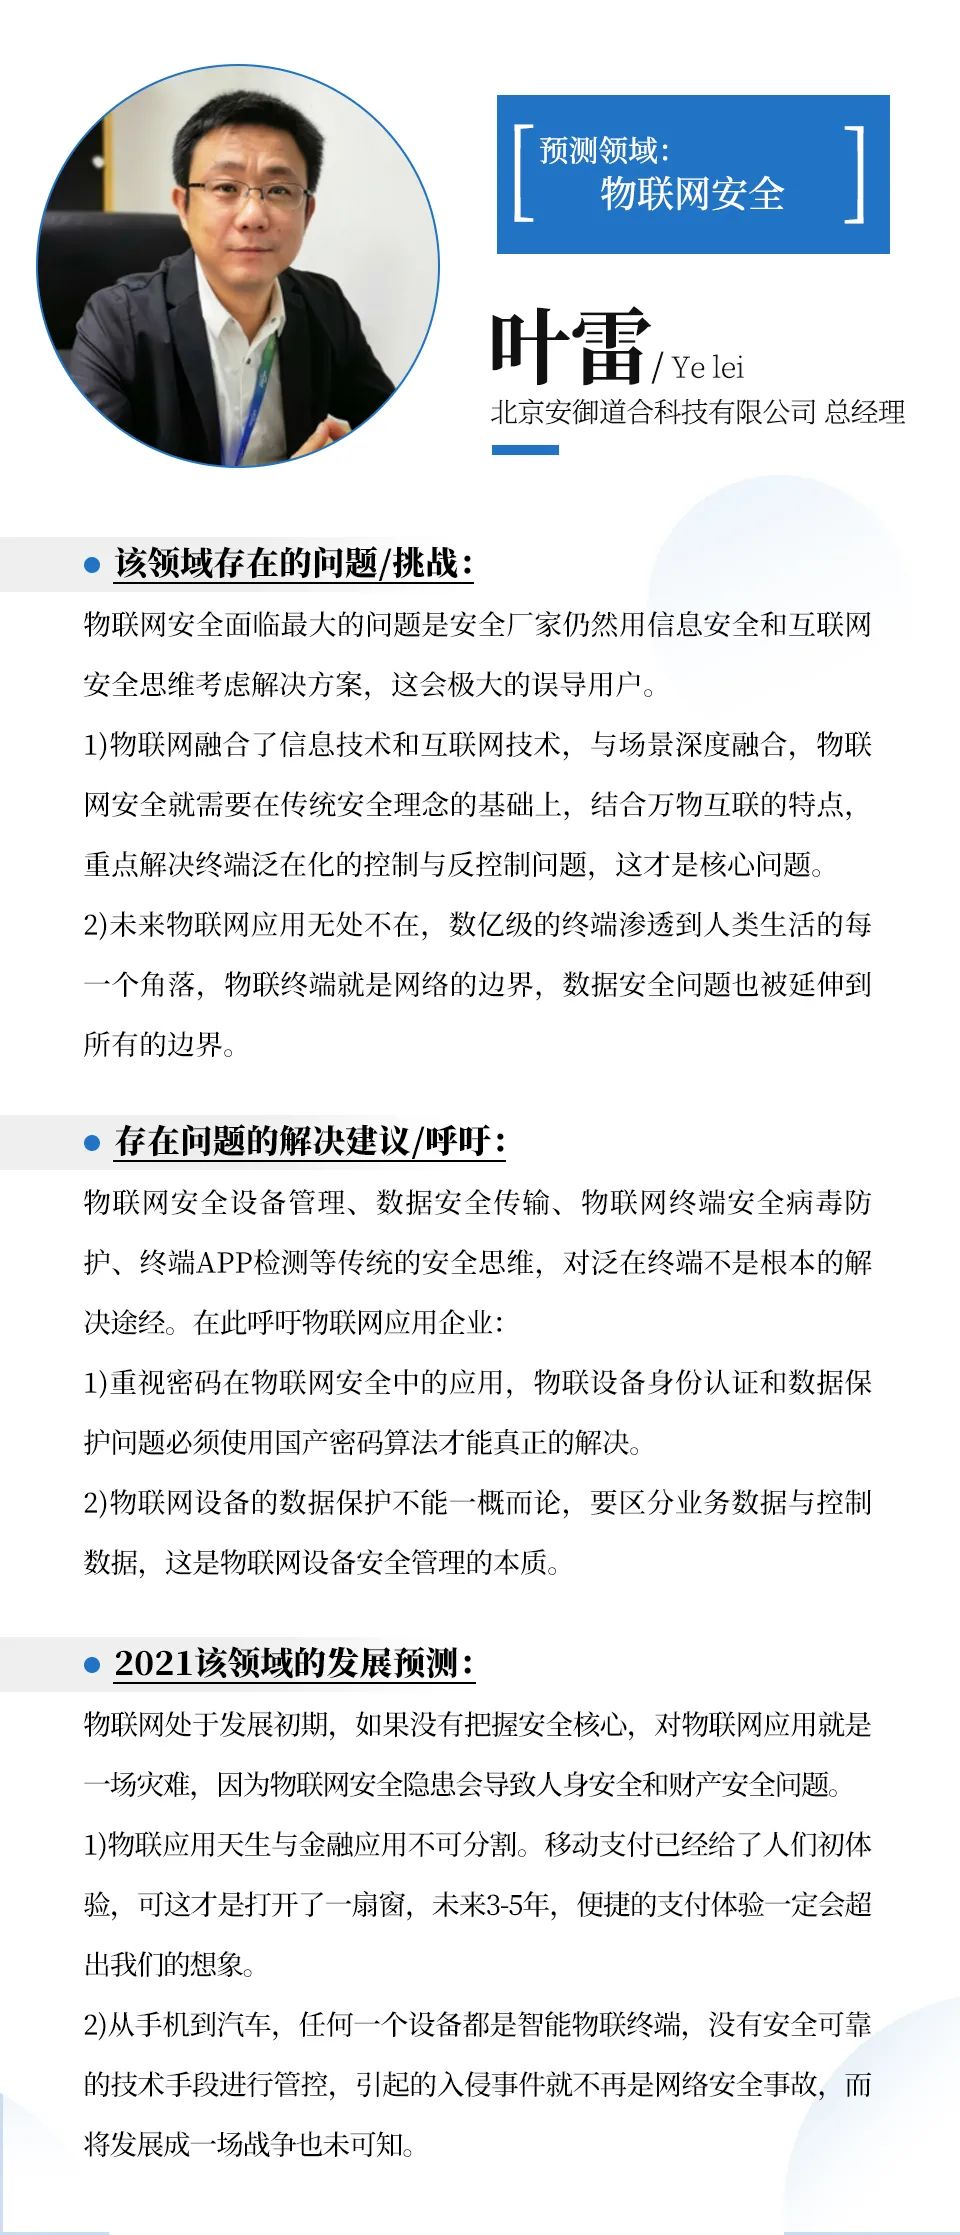 预测领域：
物联网安全
叶雷/ Ye lei
北京安御道合科技有限公司 总经理
该领域存在的问题/挑战：
物联网安全面临最大的问题是安全厂家仍然用信息安全和互联网
安全思维考虑解决方案，这会极大的误导用户。
1)物联网融合了信息技术和互联网技术，与场景深度融合，物联
网安全就需要在传统安全理念的基础上，结合万物互联的特点，
重点解决终端泛在化的控制与反控制问题，这才是核心问题。
2)未来物联网应用无处不在，数亿级的终端渗透到人类生活的每
一个角落，物联终端就是网络的边界，数据安全问题也被延伸到
所有的边界。
存在问题的解决建议/呼吁：
物联网安全设备管理、数据安全传输、物联网终端安全病毒防
护、终端APP检测等传统的安全思维，对泛在终端不是根本的解
决途经。在此呼吁物联网应用企业：
1)重视密码在物联网安全中的应用，物联设备身份认证和数据保
护问题必须使用国产密码算法才能真正的解决。
2)物联网设备的数据保护不能一概而论，要区分业务数据与控制
数据，这是物联网设备安全管理的本质。
2021该领域的发展预测：
物联网处于发展初期，如果没有把握安全核心，对物联网应用就是
一场灾难，因为物联网安全隐患会导致人身安全和财产安全问题。
1)物联应用天生与金融应用不可分割。移动支付已经给了人们初体
验，可这才是打开了一扇窗，未来3-5年，便捷的支付体验一定会超
出我们的想象。
2)从手机到汽车，任何一个设备都是智能物联终端，没有安全可靠
的技术手段进行管控，引起的入侵事件就不再是网络安全事故，而
将发展成一场战争也未可知。